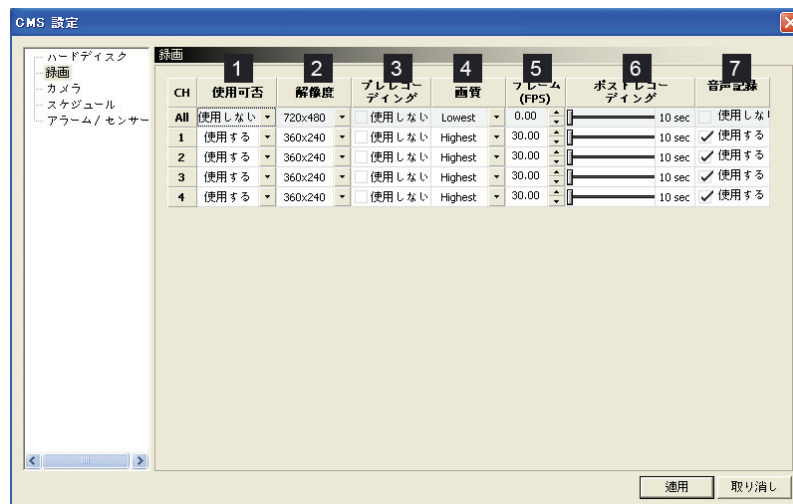 CMS 設定
ハードディスク
録画
カメラ
スケジュール
アラーム/センサー
録画
1 2 3 4 5 6 7
CH 使用可否 解像度 プレレコーディング 画質 フレーム(FPS) ポストレコーディング 音声記録
All 使用しない 720x480 使用しない Lowest 0.00 10 sec 使用しな
1 使用する 360x240 使用しない Highest 30.00 10 sec 使用する
2 使用する 360x240 使用しない Highest 30.00 10 sec 使用する
3 使用する 360x240 使用しない Highest 30.00 10 sec 使用する
4 使用する 360x240 使用しない Highest 30.00 10 sec 使用する
適用 取り消し